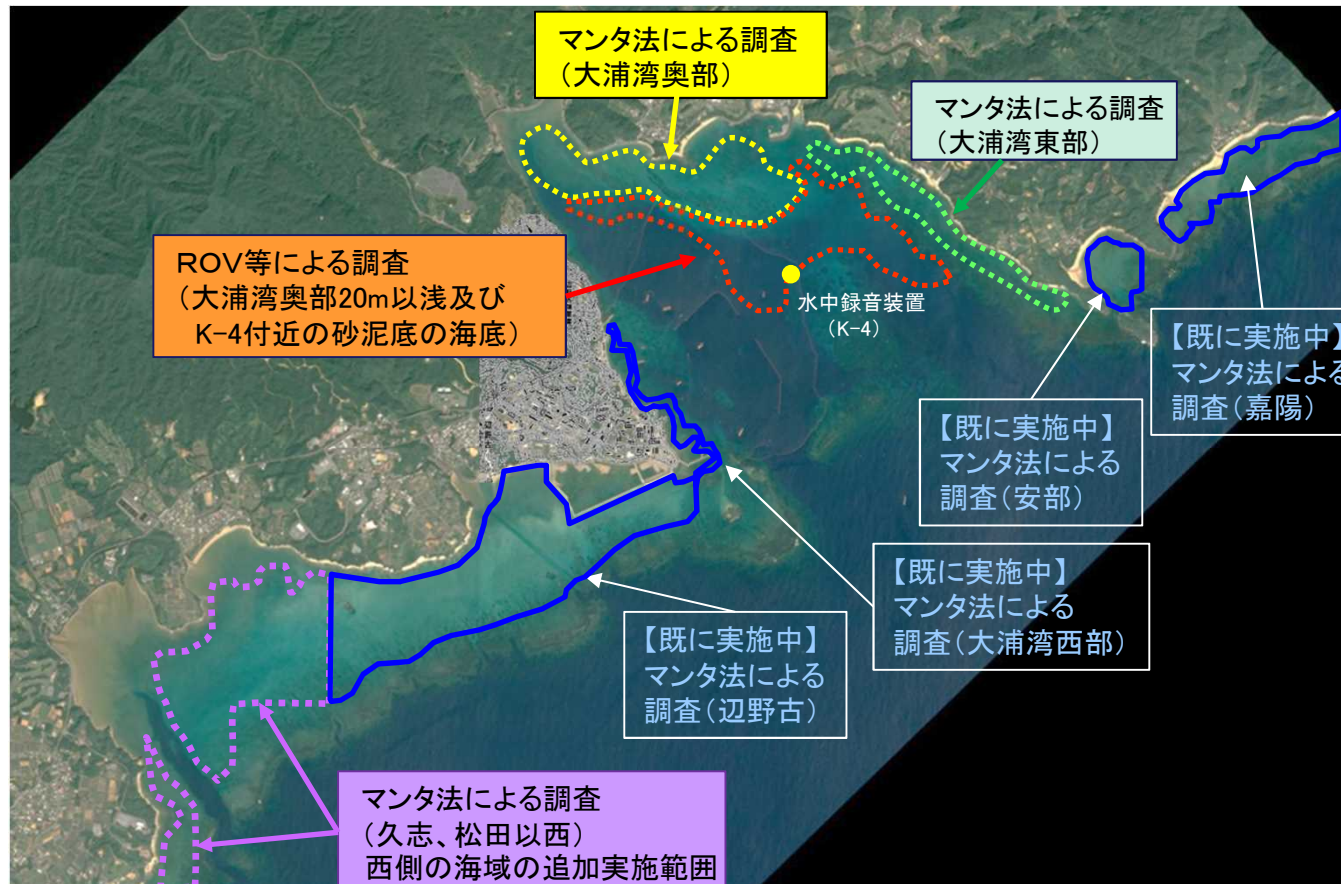 マンタ法による調査
（大浦湾奥部）
マンタ法による調査
（大浦湾東部）
ROV等による調査
（大浦湾奥部20m以浅及び
K-4付近の砂泥底の海底）
水中録音装置
（K-4）
【既に実施中】
マンタ法による
調査（嘉陽）
【既に実施中】
マンタ法による
調査（安部）
【既に実施中】
マンタ法による
調査（大浦湾西部）
【既に実施中】
マンタ法による
調査（辺野古）
マンタ法による調査
（久志、松田以西）
西側の海域の追加実施範囲